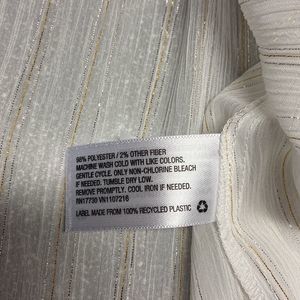 98% POLYESTER / 2% OTHER FIBER
MACHINE WASH COLD WITH LIKE COLORS.
GENTLE CYCLE. ONLY NON-CHLORINE BLEACH
IF NEEDED. TUMBLE DRY LOW.
REMOVE PROMPTLY. COOL IRON IF NEEDED.
RN17730 VN1107216
LABEL MADE FROM 100% RECYCLED PLASTIC